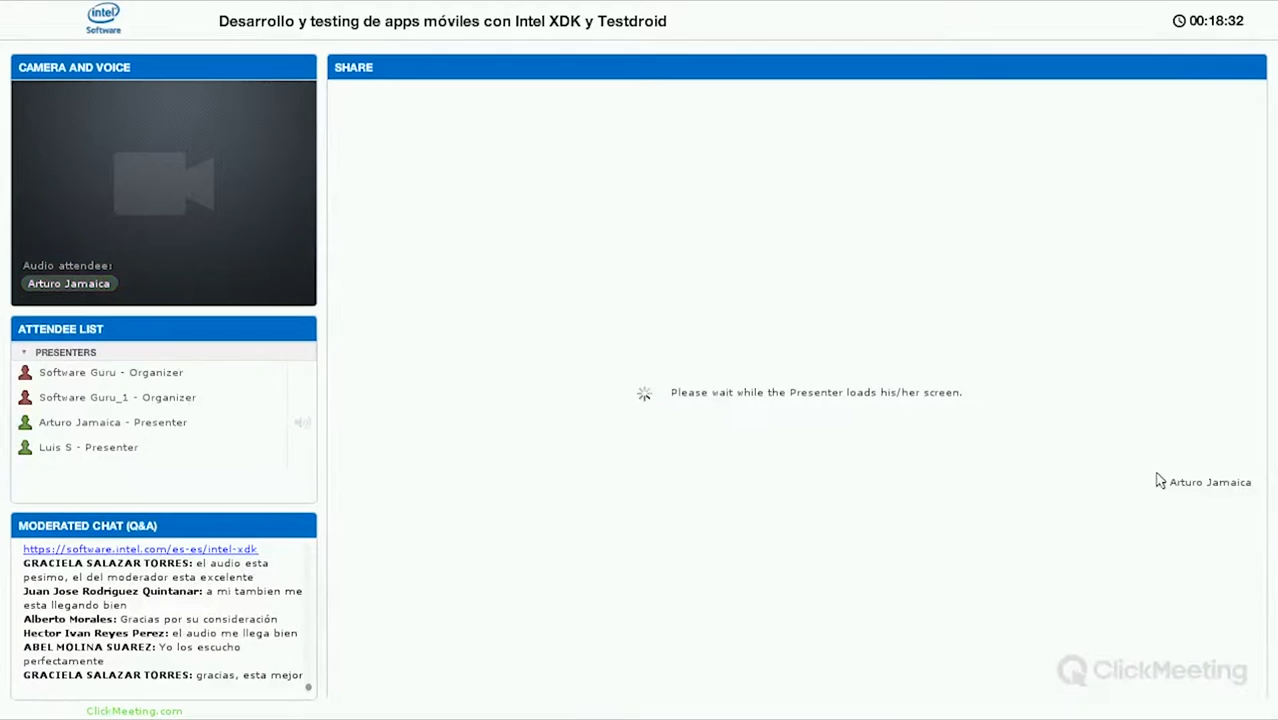 intel
Software
Desarrollo y testing de apps móviles con Intel XDK y Testdroid
00:18:32
CAMERA AND VOICE
Audio attendee:
Arturo Jamaica
ATTENDEE LIST
PRESENTERS
Software Guru - Organizer
Software Guru_1 - Organizer
Arturo Jamaica - Presenter
Luis S - Presenter
MODERATED CHAT (Q&A)
https://software.intel.com/es-es/intel-xdk
GRACIELA SALAZAR TORRES: el audio esta
pesimo, el del moderador esta excelente
Juan Jose Rodriguez Quintanar: a mi tambien me
esta llegando bien
Alberto Morales: Gracias por su consideración
Hector Ivan Reyes Perez: el audio me llega bien
ABEL MOLINA SUAREZ: Yo los escucho
perfectamente
GRACIELA SALAZAR TORRES: gracias, esta mejor
ClickMeeting.com
SHARE
Please wait while the Presenter loads his/her screen.
Arturo Jamaica
ClickMeeting